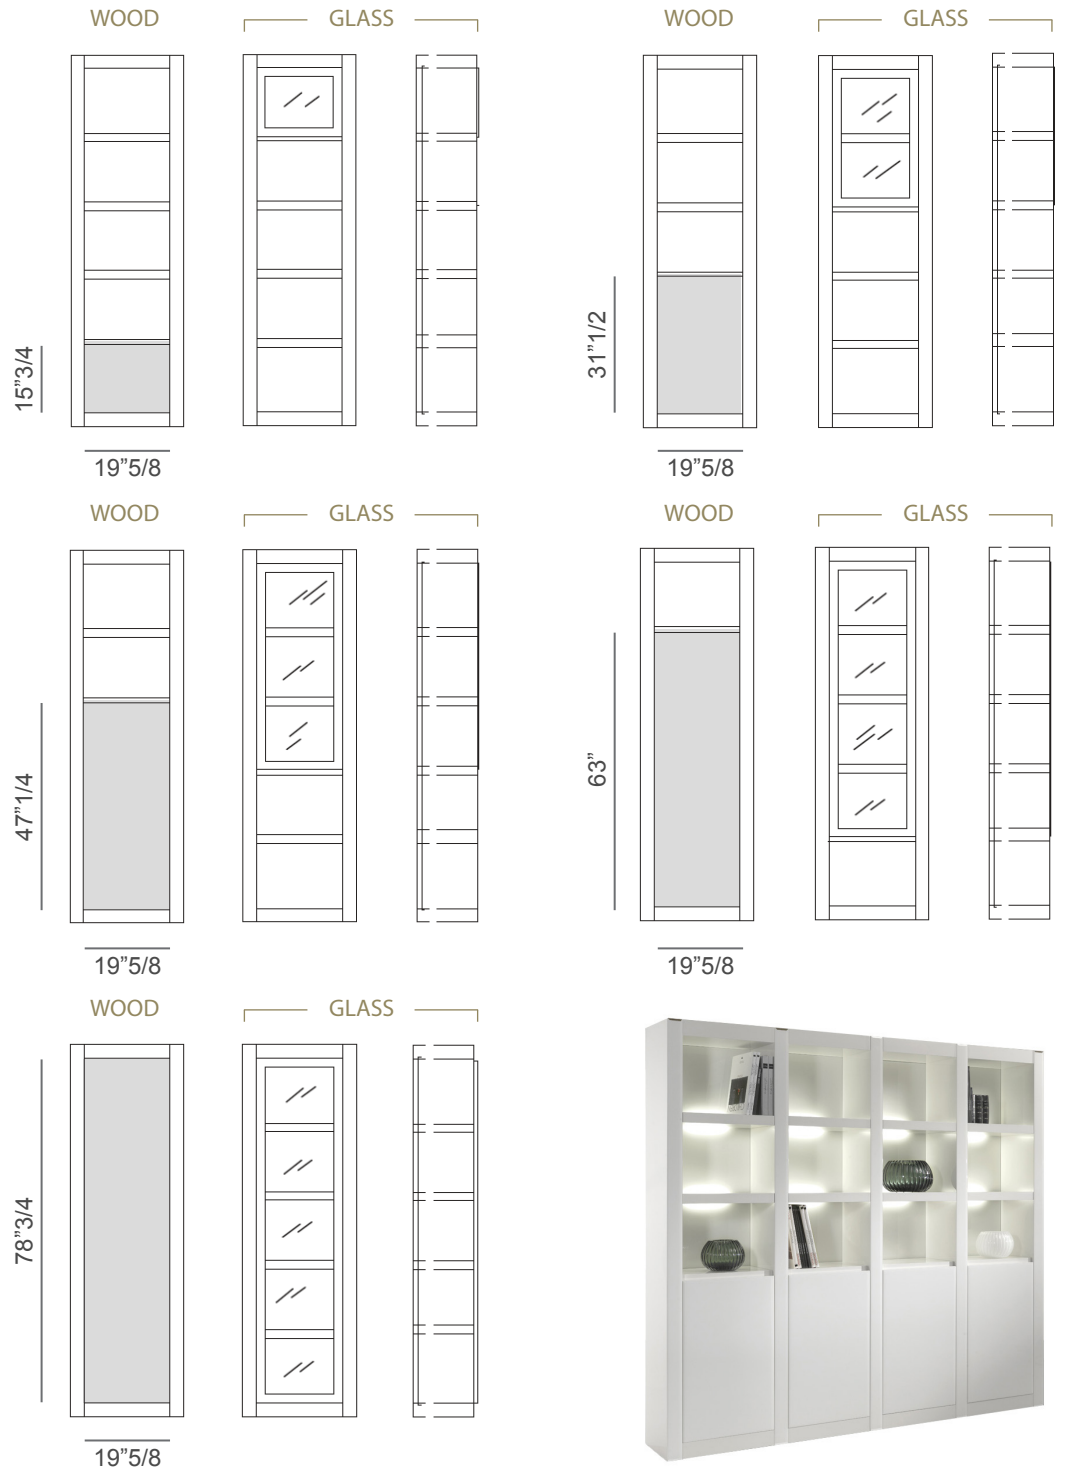 WOOD
GLASS
WOOD
GLASS
15”3/4
19”5/8
31”1/2
19”5/8
WOOD
GLASS
WOOD
GLASS
47”1/4
19”5/8
63”
19”5/8
WOOD
GLASS
78”3/4
19”5/8